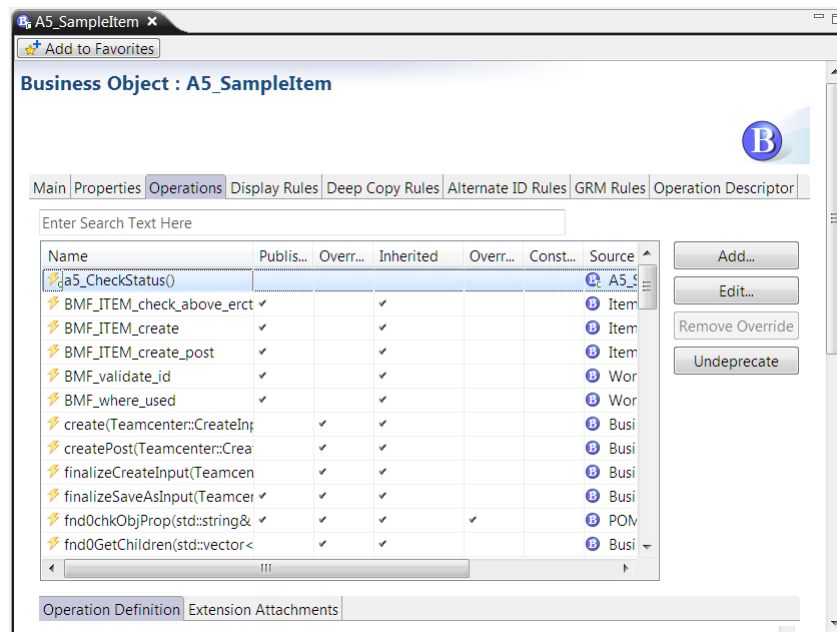 A5_SampleItem
Add to Favorites
Business Object : A5_SampleItem
B
Main Properties Operations Display Rules Deep Copy Rules Alternate ID Rules GRM Rules Operation Descriptor
Enter Search Text Here
Name Publis... Overr... Inherited Overr... Const... Source
a5_CheckStatus() A5_S
BMF_ITEM_check_above_erct Item
BMF_ITEM_create Item
BMF_ITEM_create_post Item
BMF_validate_id Wor
BMF_where_used Wor
create(Teamcenter::CreateInp Busi
createPost(Teamcenter::Crea Busi
finalizeCreateInput(Teamcen Busi
finalizeSaveAsInput(Teamcen Busi
fnd0chkObjProp(std::string& POM
fnd0GetChildren(std::vector< Busi
Add...
Edit...
Remove Override
Undeprecate
Operation Definition Extension Attachments